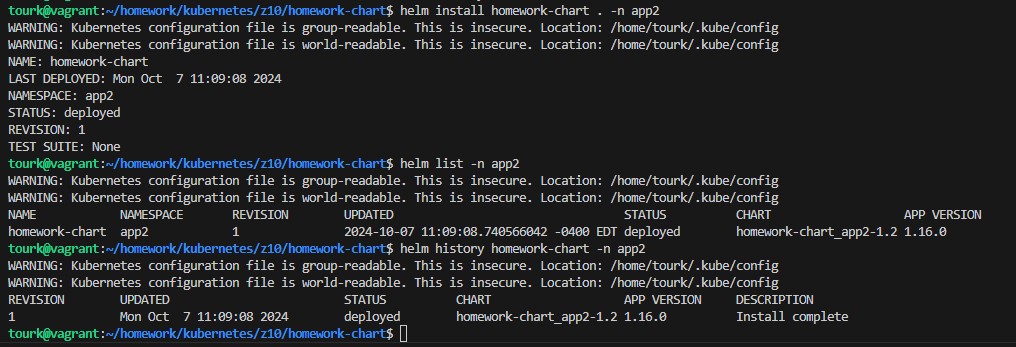 tourk@vagrant:~/homework/kubernetes/z10/homework-chart$ helm install homework-chart . -n app2
WARNING: Kubernetes configuration file is group-readable. This is insecure. Location: /home/tourk/.kube/config
WARNING: Kubernetes configuration file is world-readable. This is insecure. Location: /home/tourk/.kube/config
NAME: homework-chart
LAST DEPLOYED: Mon Oct  7 11:09:08 2024
NAMESPACE: app2
STATUS: deployed
REVISION: 1
TEST SUITE: None
tourk@vagrant:~/homework/kubernetes/z10/homework-chart$ helm list -n app2
WARNING: Kubernetes configuration file is group-readable. This is insecure. Location: /home/tourk/.kube/config
WARNING: Kubernetes configuration file is world-readable. This is insecure. Location: /home/tourk/.kube/config
NAME            NAMESPACE       REVISION        UPDATED                                 STATUS          CHART                   APP VERSION
homework-chart  app2            1               2024-10-07 11:09:08.740566042 -0400 EDT deployed        homework-chart_app2-1.2 1.16.0
tourk@vagrant:~/homework/kubernetes/z10/homework-chart$ helm history homework-chart -n app2
WARNING: Kubernetes configuration file is group-readable. This is insecure. Location: /home/tourk/.kube/config
WARNING: Kubernetes configuration file is world-readable. This is insecure. Location: /home/tourk/.kube/config
REVISION        UPDATED                         STATUS          CHART                   APP VERSION     DESCRIPTION
1               Mon Oct  7 11:09:08 2024        deployed        homework-chart_app2-1.2 1.16.0          Install complete
tourk@vagrant:~/homework/kubernetes/z10/homework-chart$